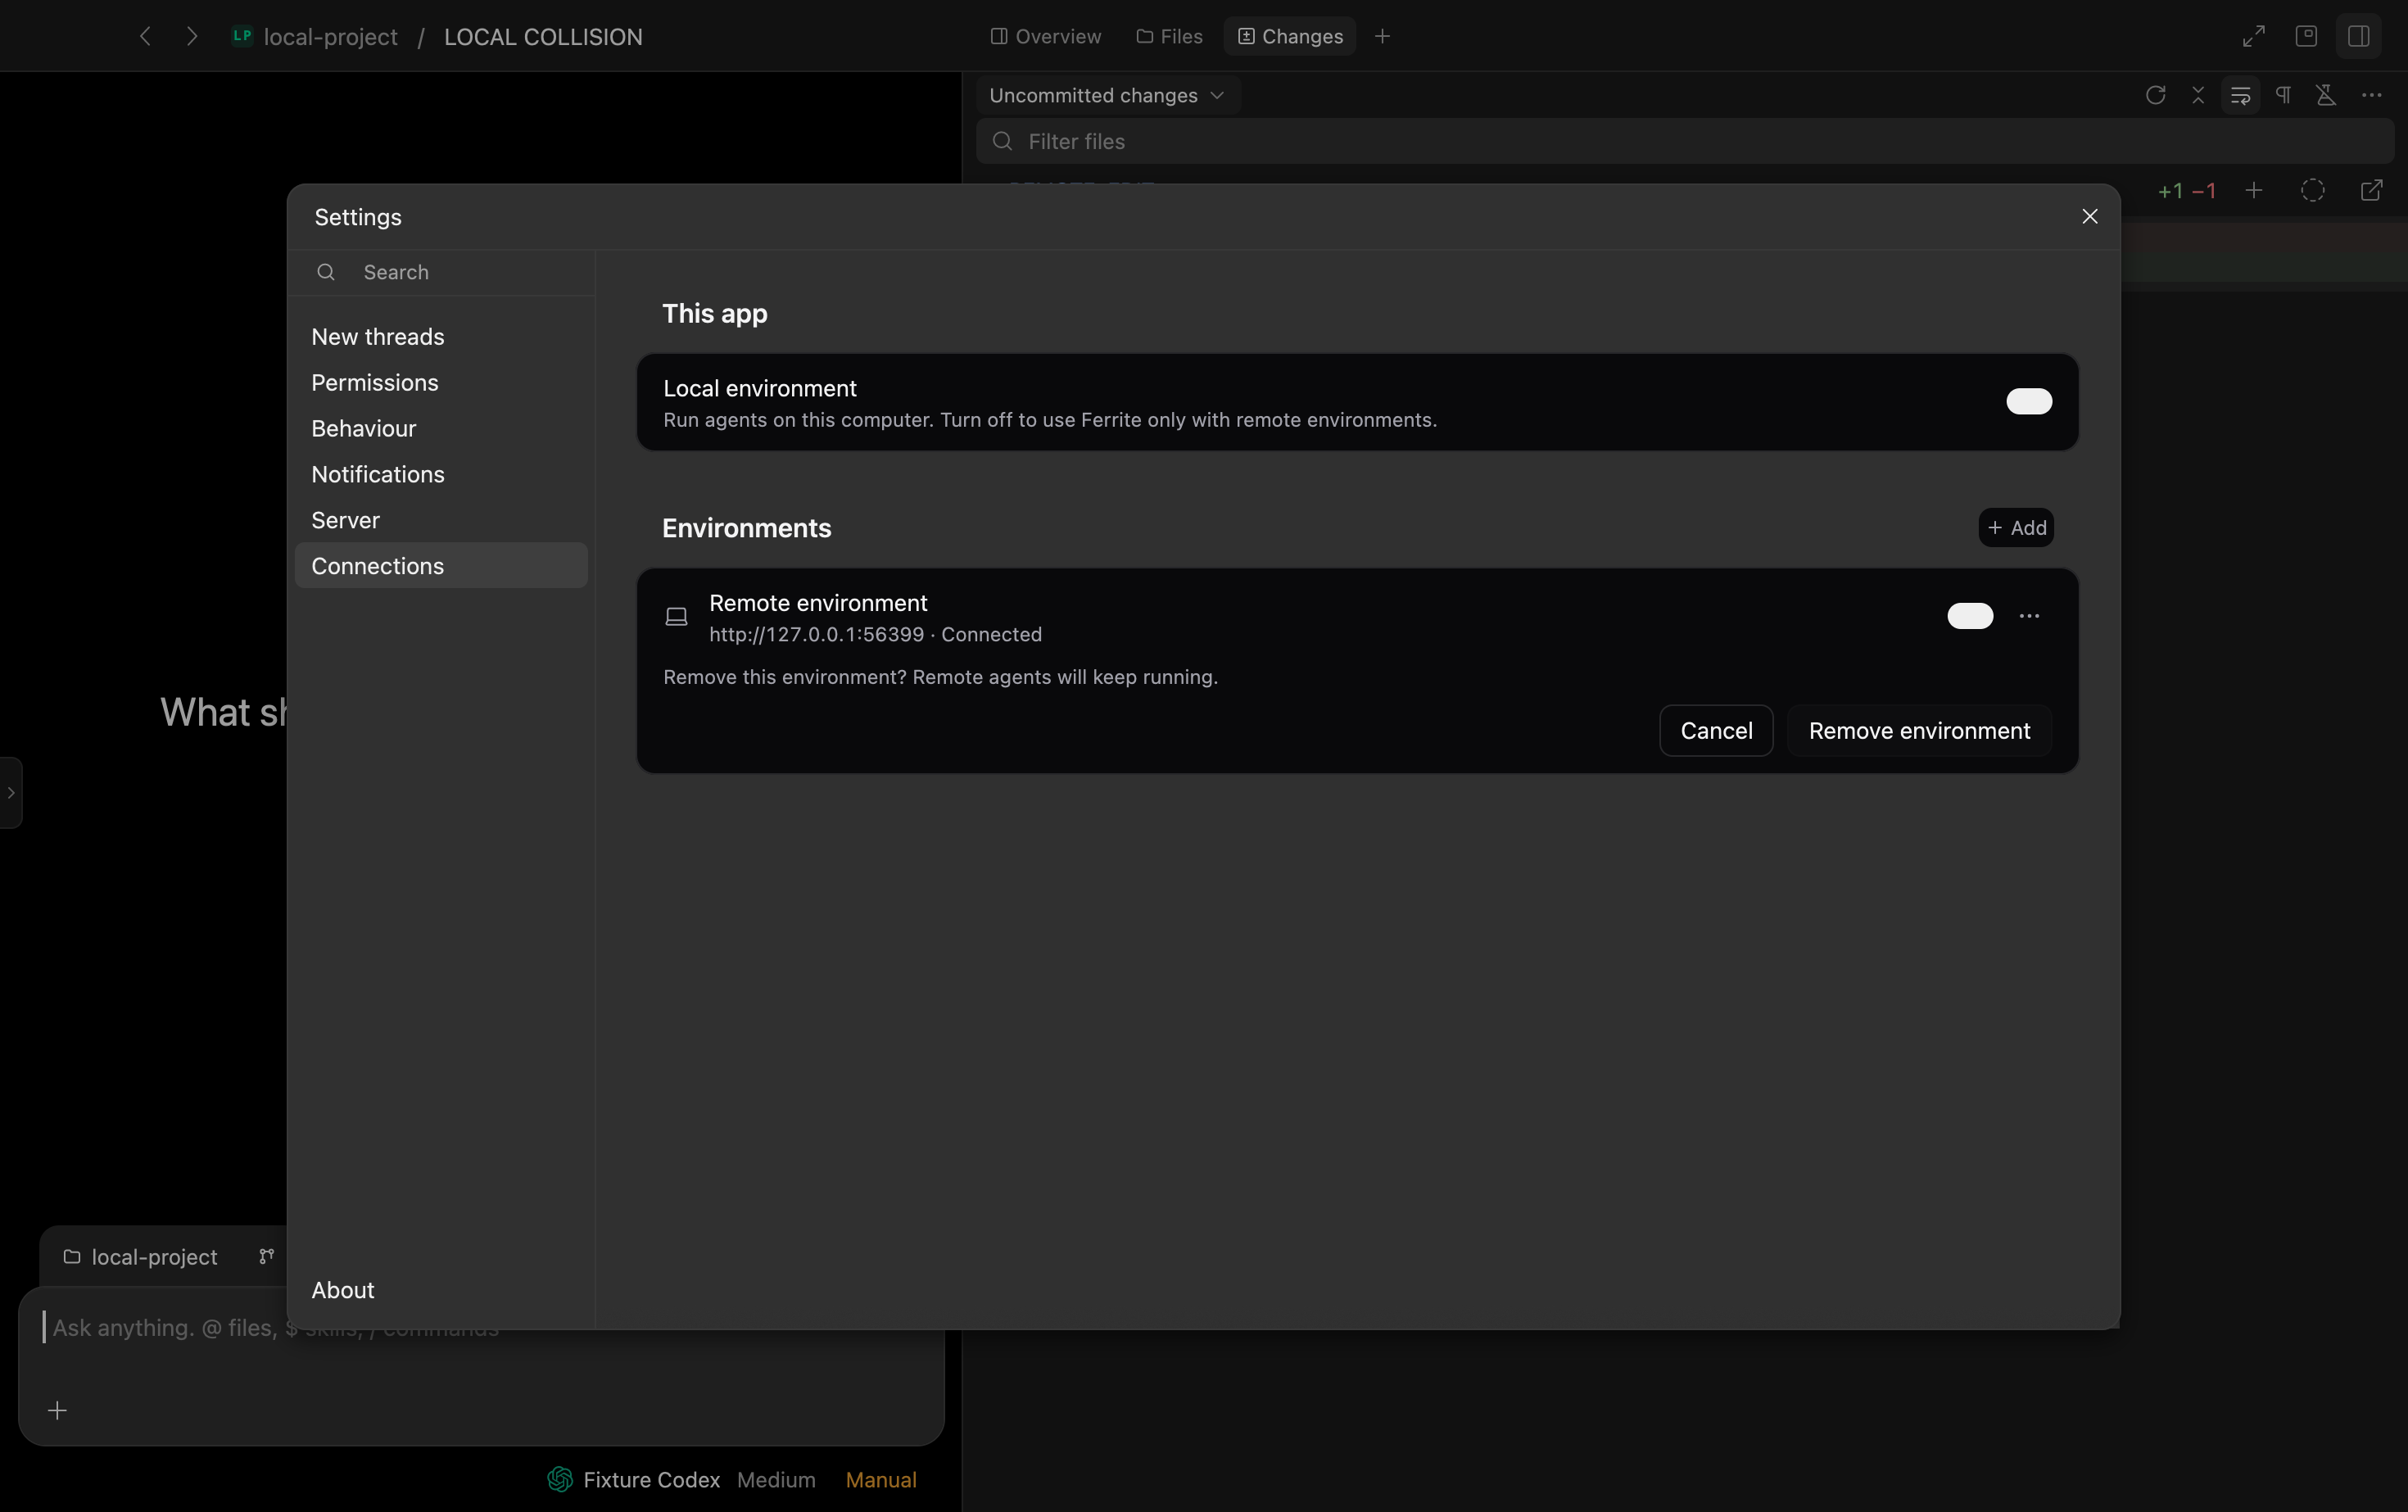 LP local-project / LOCAL COLLISION
Overview
Files
Changes
Uncommitted changes
Filter files
+1 −1
Settings
Search
New threads
Permissions
Behaviour
Notifications
Server
Connections
About
This app
Local environment
Run agents on this computer. Turn off to use Ferrite only with remote environments.
Environments
+ Add
Remote environment
http://127.0.0.1:56399 · Connected
Remove this environment? Remote agents will keep running.
Cancel
Remove environment
What sh
local-project
Ask anything. @ files, $ skills, / commands
Fixture Codex Medium Manual